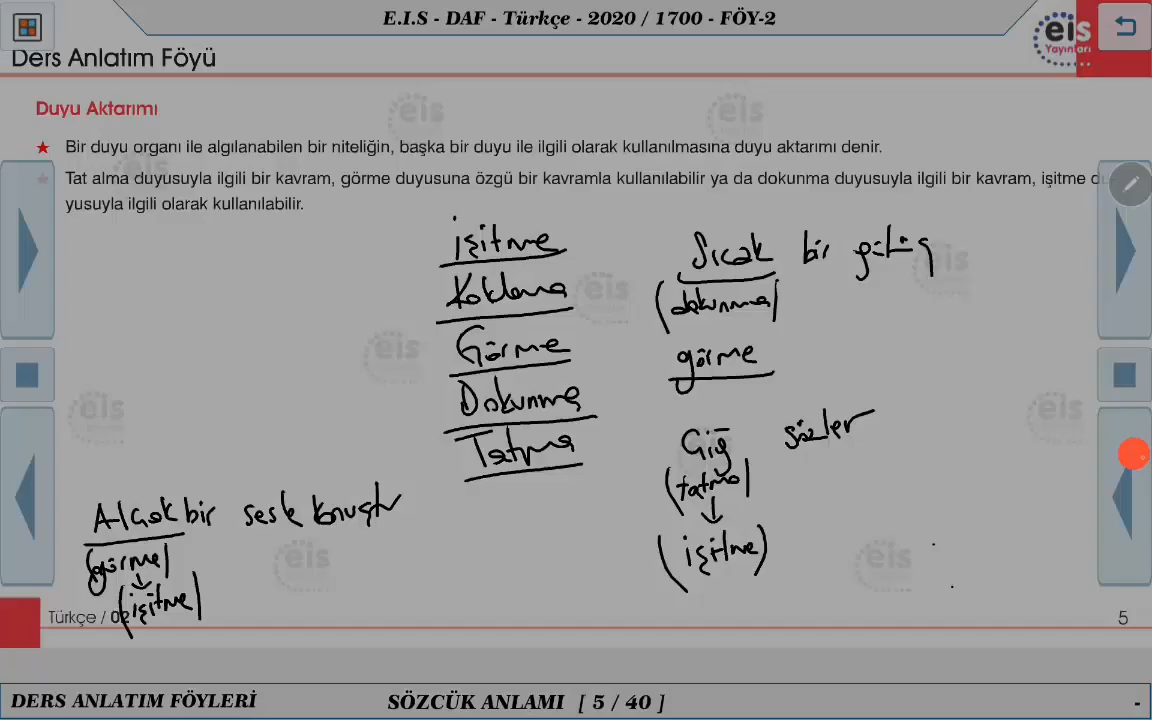 E.I.S - DAF - Türkçe - 2020 / 1700 - FÖY-2
eis
Yayınları
Ders Anlatım Föyü
Duyu Aktarımı
Bir duyu organı ile algılanabilen bir niteliğin, başka bir duyu ile ilgili olarak kullanılmasına duyu aktarımı denir.
Tat alma duyusuyla ilgili bir kavram, görme duyusuna özgü bir kavramla kullanılabilir ya da dokunma duyusuyla ilgili bir kavram, işitme du-
yusuyla ilgili olarak kullanılabilir.
işitme
Koklama
Görme
Dokunma
Tatma
Sıcak bir gülüş
(dokunma)
görme
Çiğ sözler
(tatma)
(işitme)
Alçak bir sesle konuştu
(görme)
(işitme)
Türkçe / 02
5
DERS ANLATIM FÖYLERİ
SÖZCÜK ANLAMI [ 5 / 40 ]
-